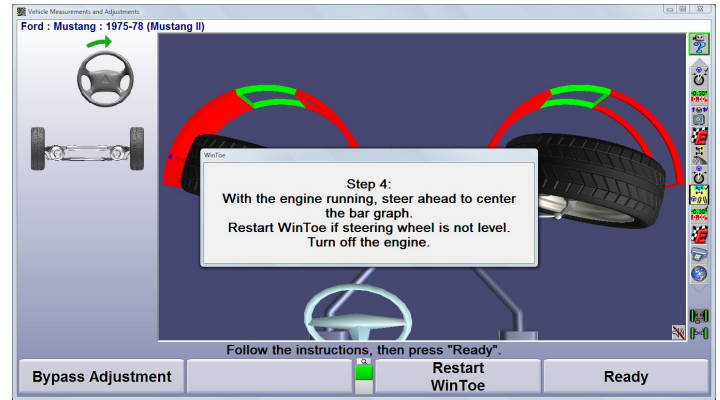 Vehicle Measurements and Adjustments
Ford : Mustang : 1975-78 (Mustang II)
WinToe
Step 4:
With the engine running, steer ahead to center
the bar graph.
Restart WinToe if steering wheel is not level.
Turn off the engine.
Follow the instructions, then press "Ready".
Bypass Adjustment
Restart
WinToe
Ready